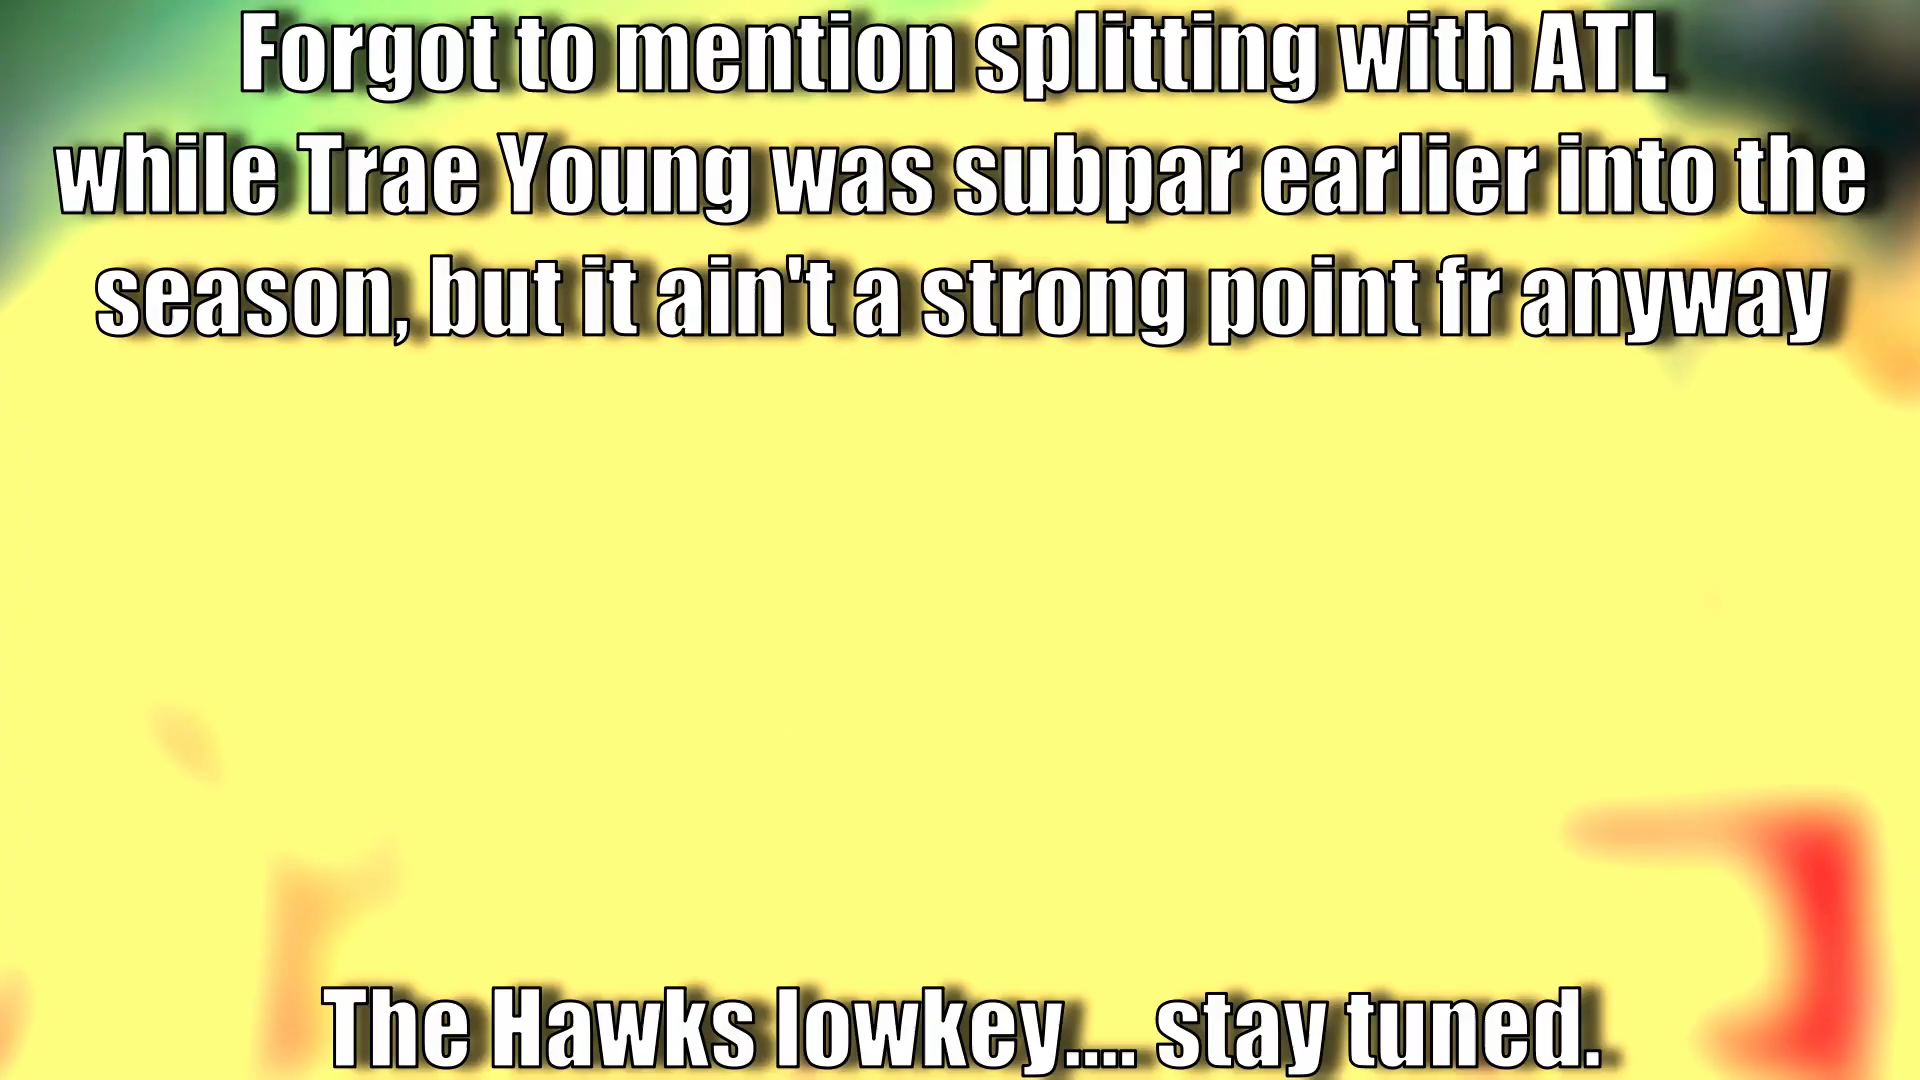 Forgot to mention splitting with ATL
while Trae Young was subpar earlier into the
season, but it ain't a strong point fr anyway
The Hawks lowkey.... stay tuned.